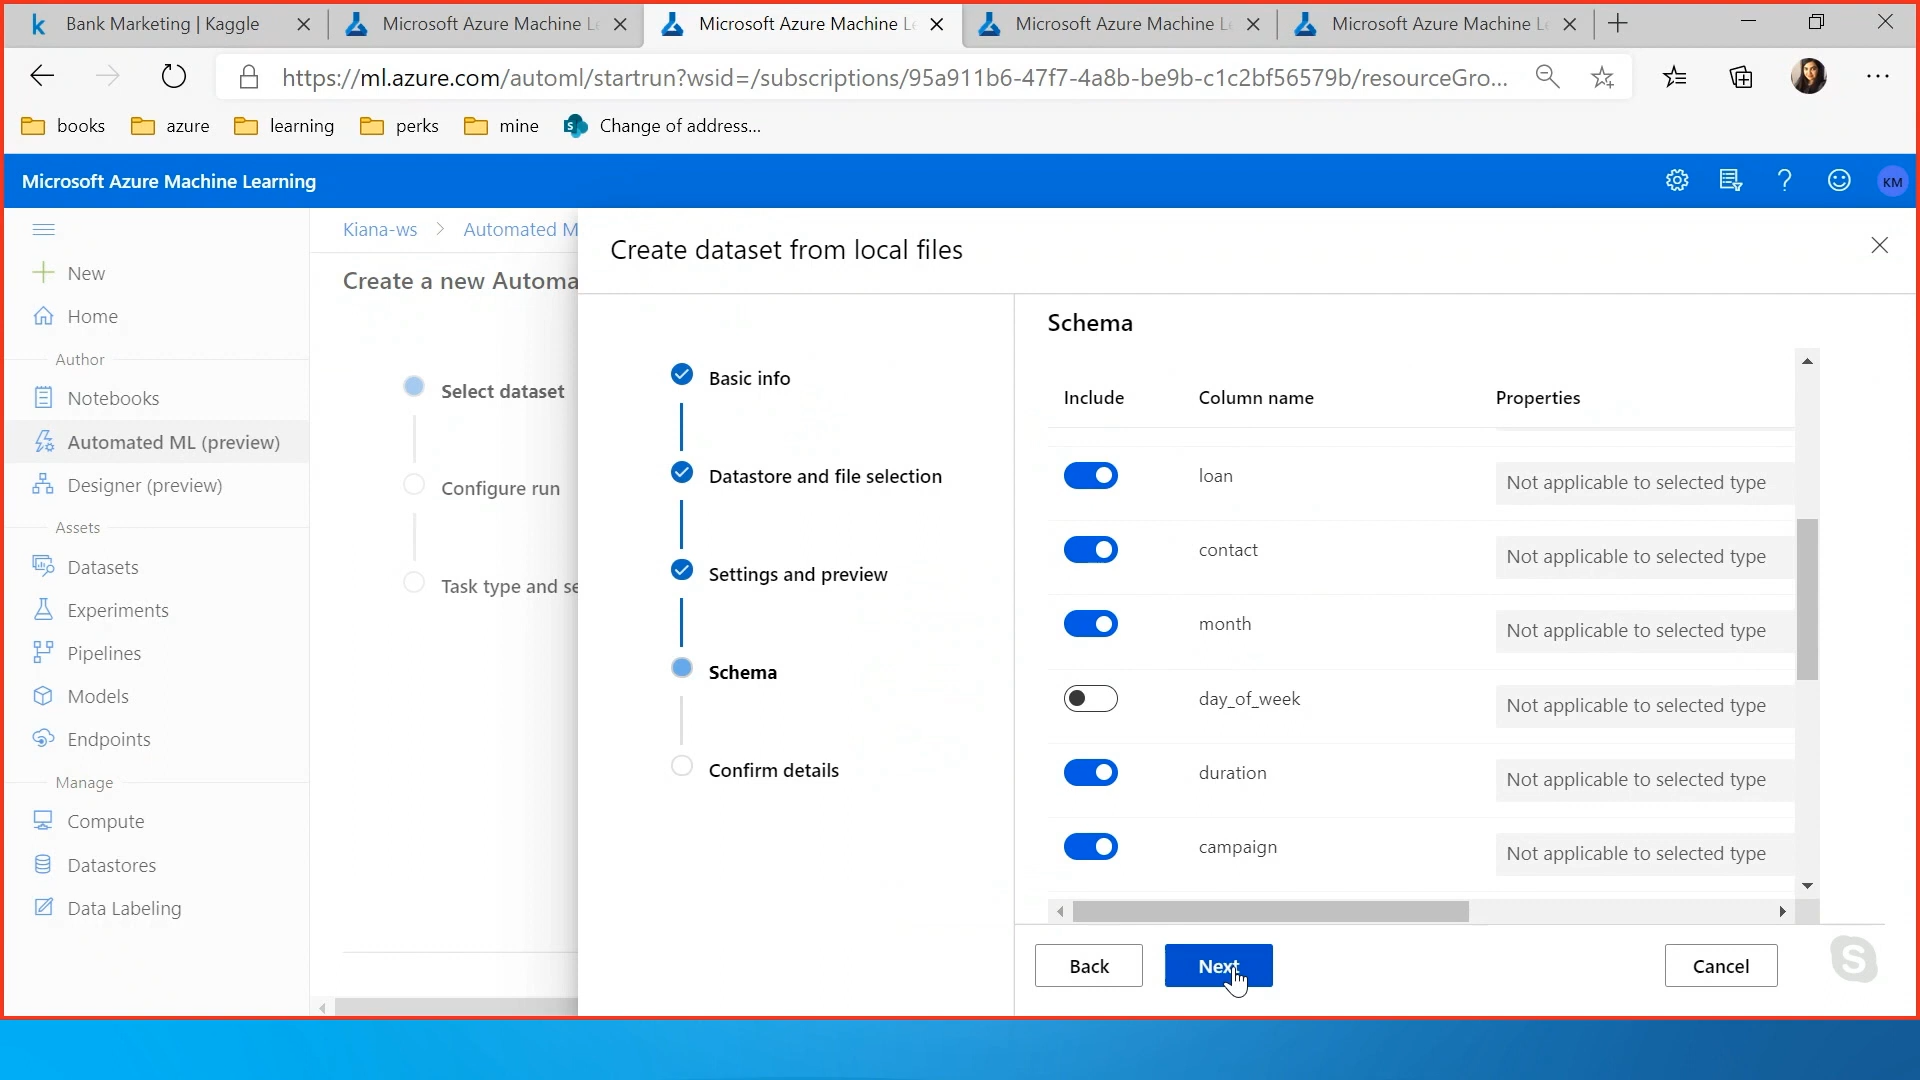 Bank Marketing | Kaggle
Microsoft Azure Machine Le
Microsoft Azure Machine Le
Microsoft Azure Machine Le
Microsoft Azure Machine Le
https://ml.azure.com/automl/startrun?wsid=/subscriptions/95a911b6-47f7-4a8b-be9b-c1c2bf56579b/resourceGro...
books
azure
learning
perks
mine
Change of address...
Microsoft Azure Machine Learning
KM
New
Home
Author
Notebooks
Automated ML (preview)
Designer (preview)
Assets
Datasets
Experiments
Pipelines
Models
Endpoints
Manage
Compute
Datastores
Data Labeling
Kiana-ws > Automated M
Create a new Automa
Select dataset
Configure run
Task type and se
Create dataset from local files
Basic info
Datastore and file selection
Settings and preview
Schema
Confirm details
Schema
Include Column name Properties
loan Not applicable to selected type
contact Not applicable to selected type
month Not applicable to selected type
day_of_week Not applicable to selected type
duration Not applicable to selected type
campaign Not applicable to selected type
Back
Next
Cancel